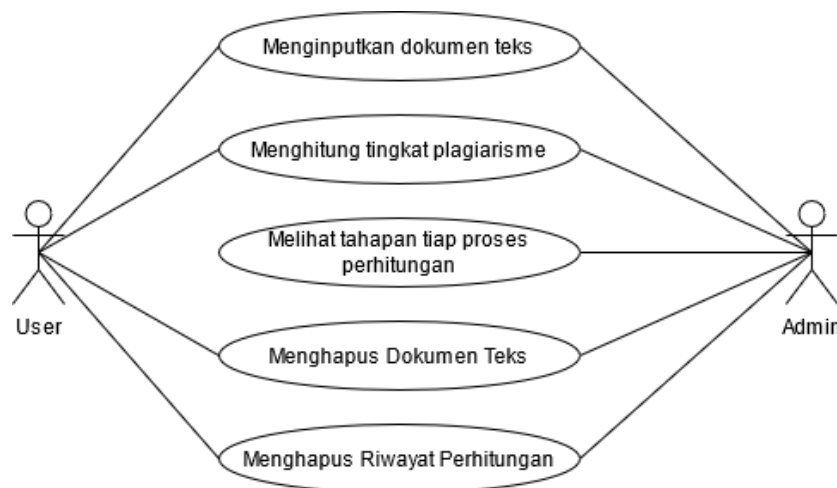 Menginputkan dokumen teks
Menghitung tingkat plagiarisme
Melihat tahapan tiap proses
perhitungan
User
Admin
Menghapus Dokumen Teks
Menghapus Riwayat Perhitungan